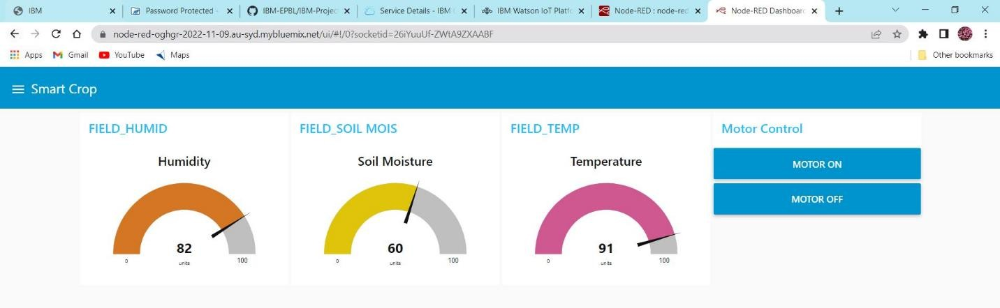 IBM
Password Protected -
IBM-EPBL/IBM-Projec
Service Details - IBM
IBM Watson IoT Platfo
Node-RED : node-red
Node-RED Dashboard
node-red-oghgr-2022-11-09.au-syd.mybluemix.net/ui/#!/0?socketid=26iYuuUf-ZWtA9ZXAABF
Apps Gmail YouTube Maps Other bookmarks
Smart Crop
FIELD_HUMID
Humidity
82
0 units 100
FIELD_SOIL MOIS
Soil Moisture
60
0 units 100
FIELD_TEMP
Temperature
91
0 units 100
Motor Control
MOTOR ON
MOTOR OFF